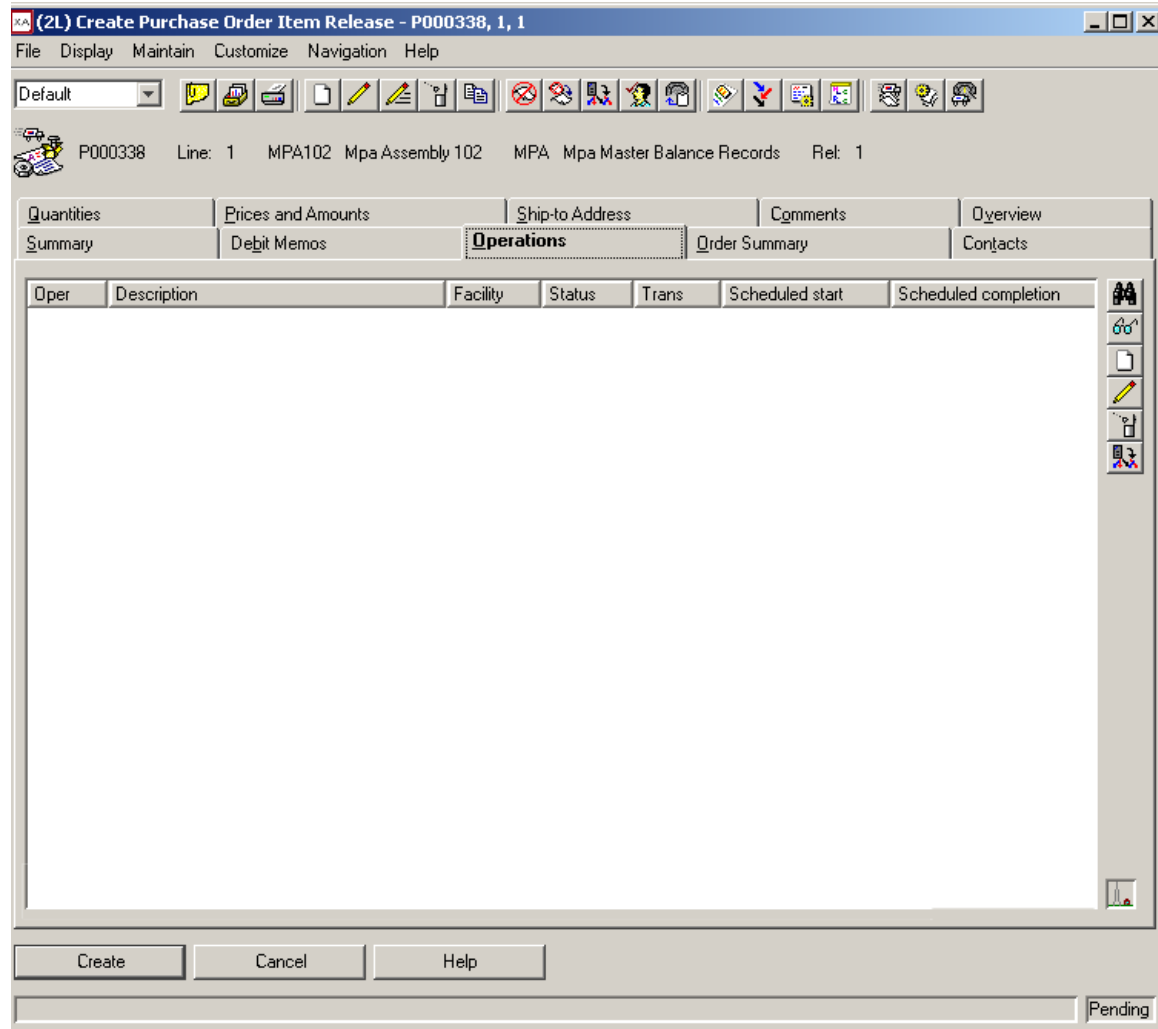 XA (2L) Create Purchase Order Item Release - P000338, 1, 1
File Display Maintain Customize Navigation Help
Default
P000338 Line: 1 MPA102 Mpa Assembly 102 MPA Mpa Master Balance Records Rel: 1
Quantities Prices and Amounts Ship-to Address Comments Overview
Summary Debit Memos Operations Order Summary Contacts
Oper Description Facility Status Trans Scheduled start Scheduled completion
Create Cancel Help
Pending